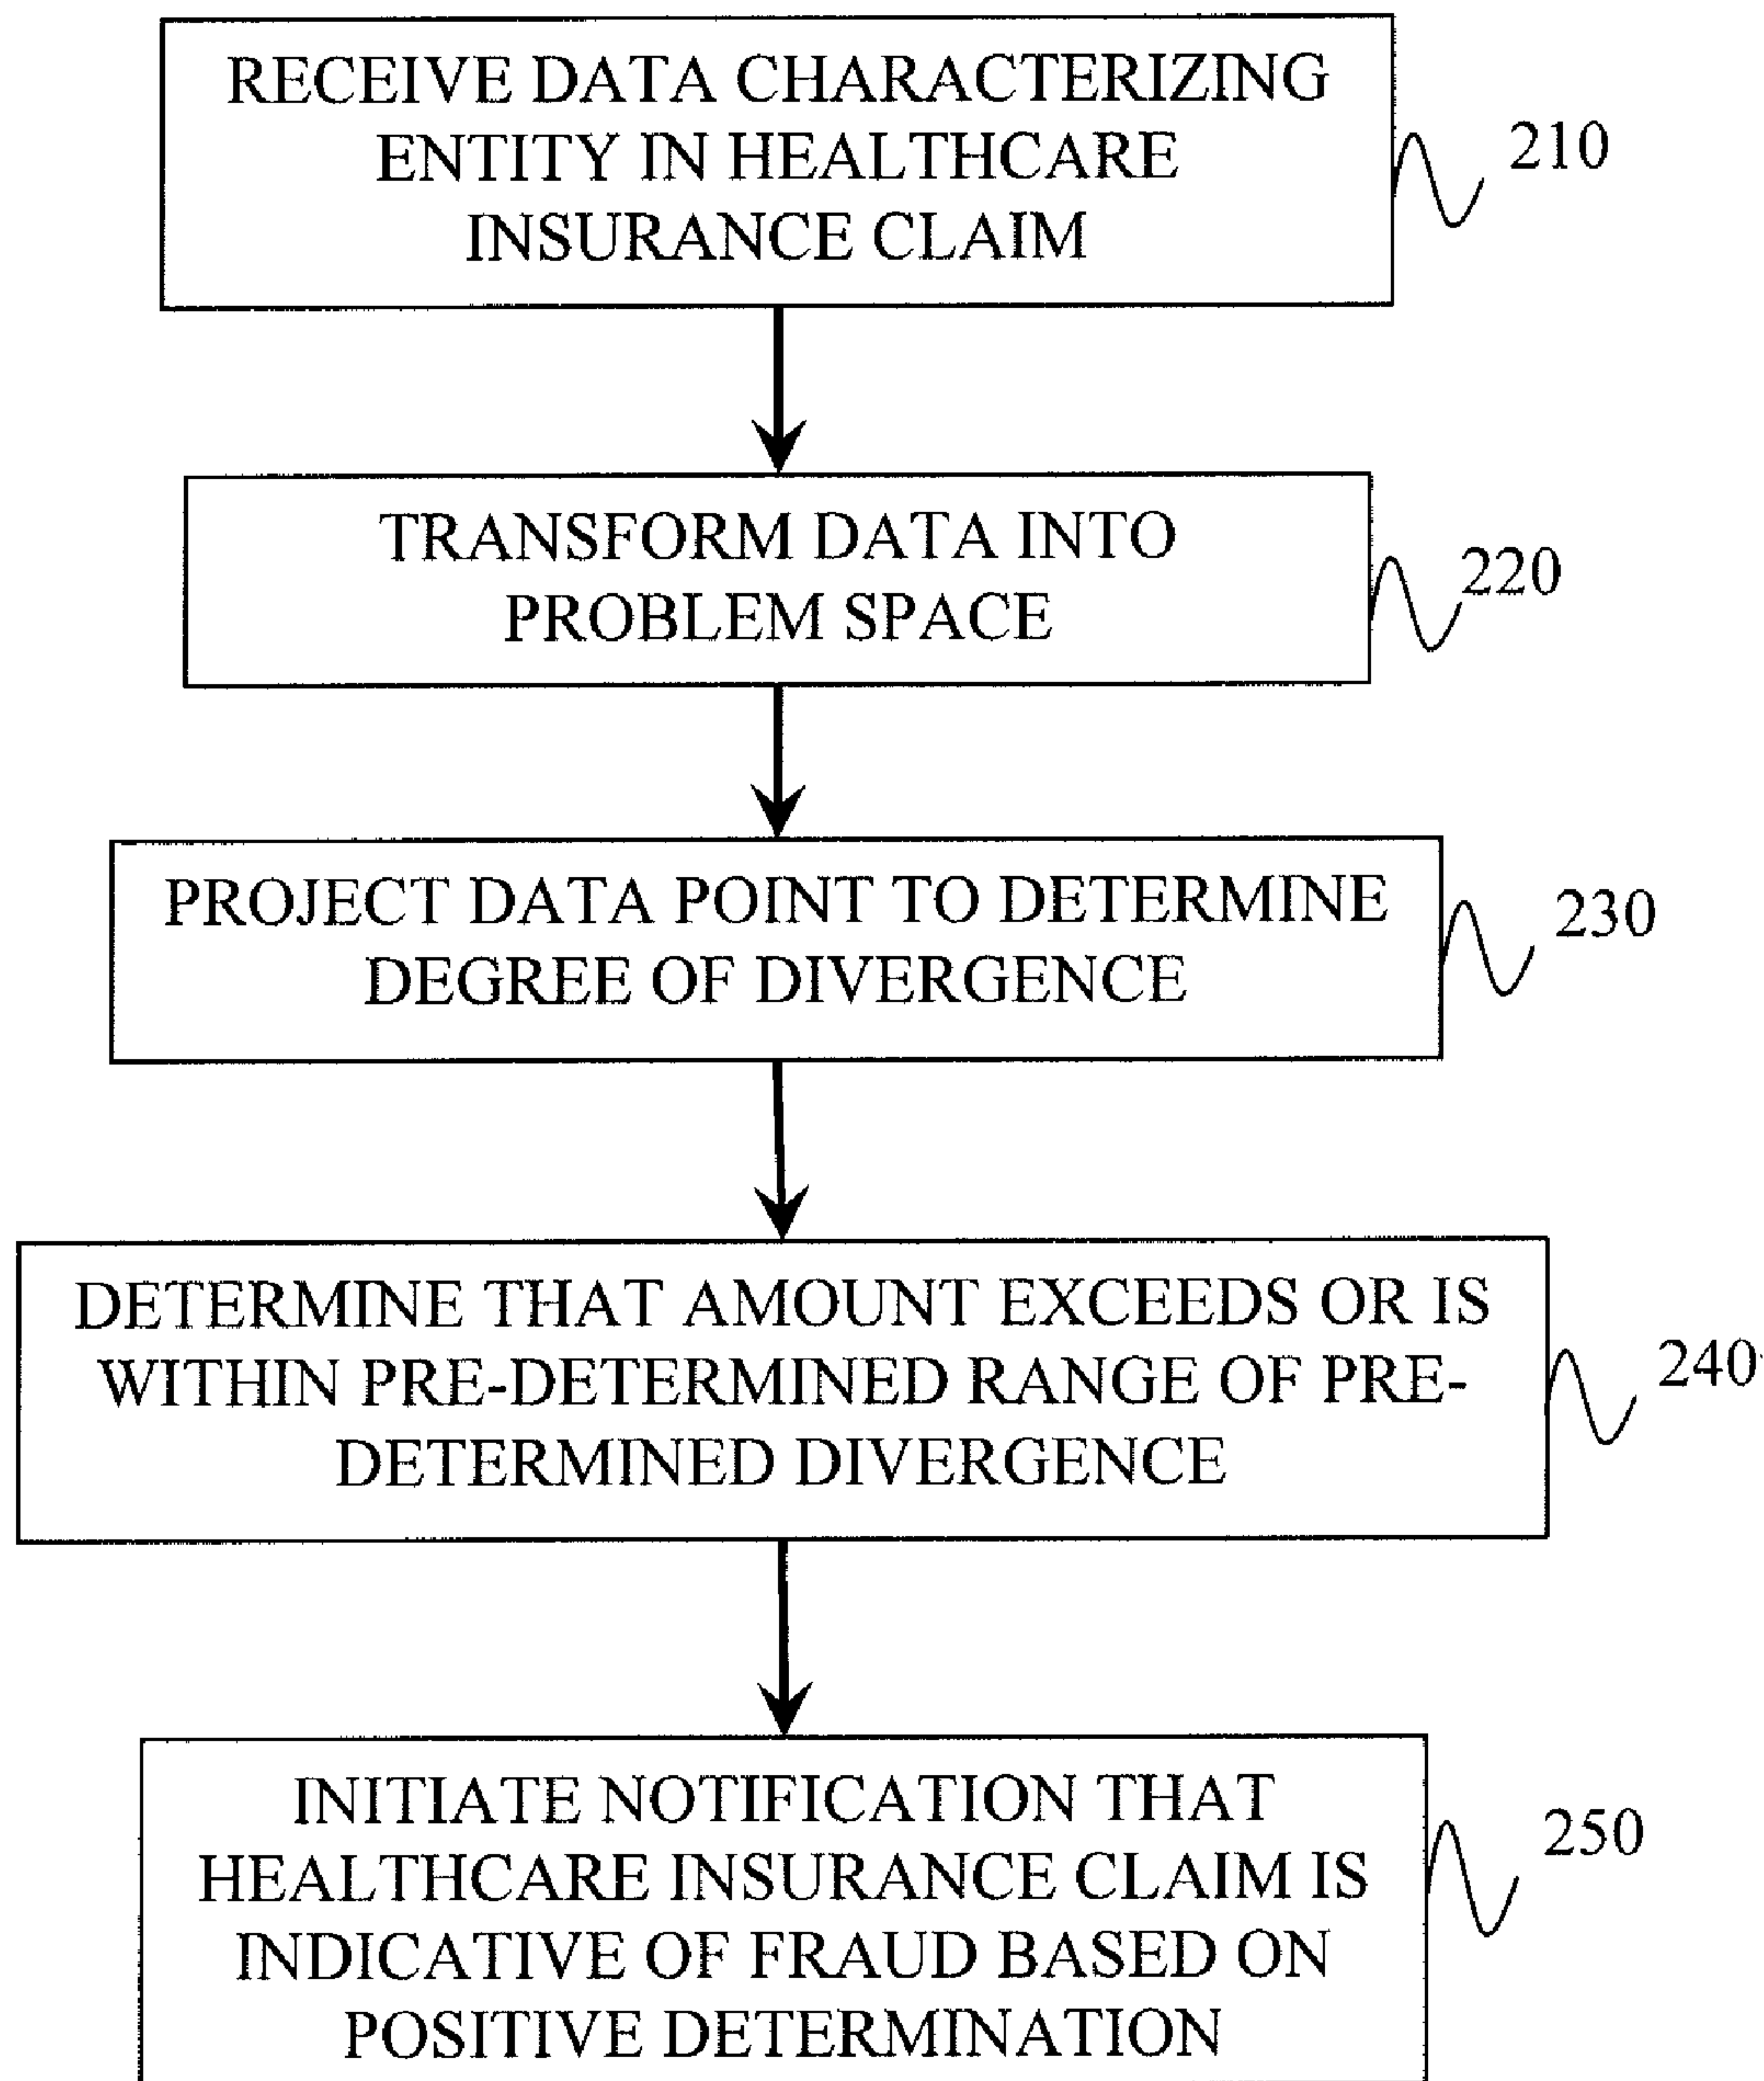 RECEIVE DATA CHARACTERIZING
ENTITY IN HEALTHCARE
INSURANCE CLAIM
210
TRANSFORM DATA INTO
PROBLEM SPACE
220
PROJECT DATA POINT TO DETERMINE
DEGREE OF DIVERGENCE
230
DETERMINE THAT AMOUNT EXCEEDS OR IS
WITHIN PRE-DETERMINED RANGE OF PRE-
DETERMINED DIVERGENCE
240
INITIATE NOTIFICATION THAT
HEALTHCARE INSURANCE CLAIM IS
INDICATIVE OF FRAUD BASED ON
POSITIVE DETERMINATION
250